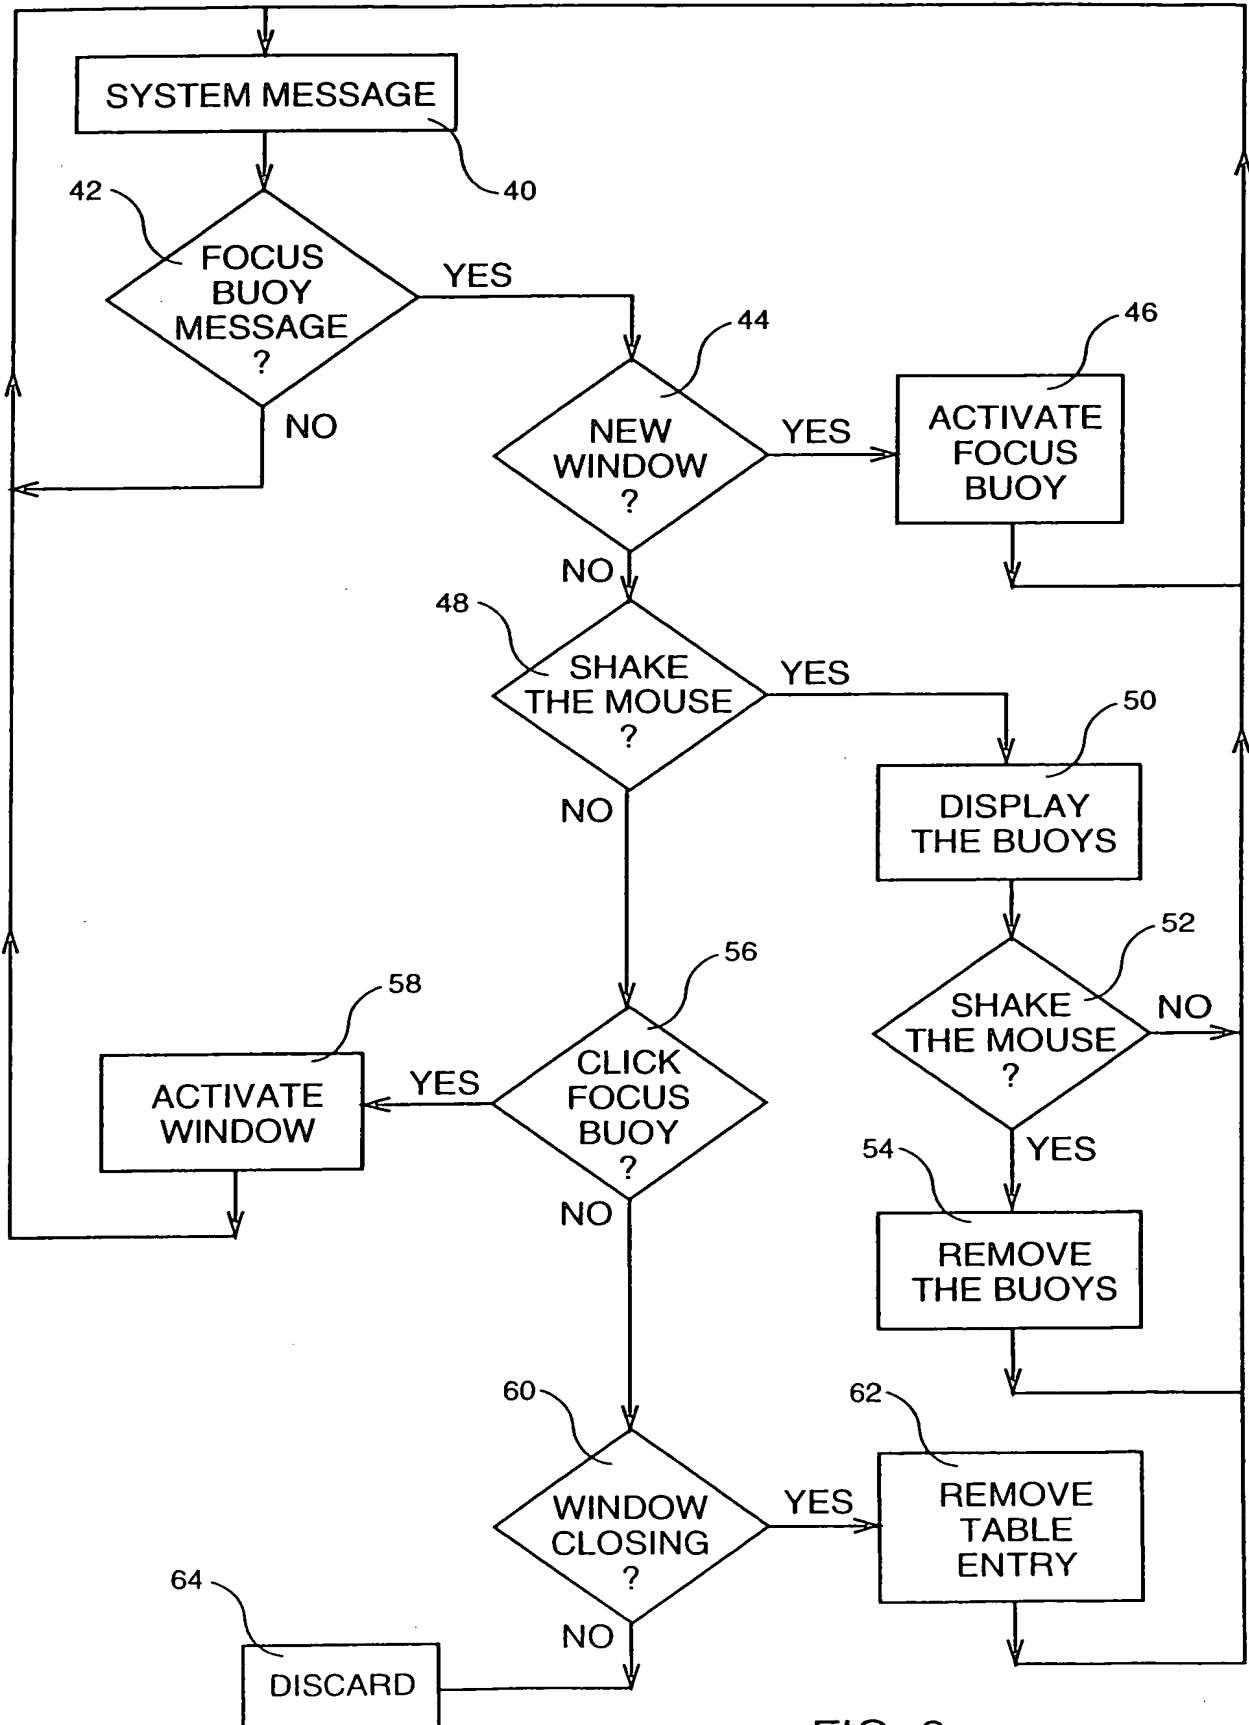 SYSTEM MESSAGE
40
42
FOCUS
BUOY
MESSAGE
?
YES
NO
44
NEW
WINDOW
?
YES
NO
46
ACTIVATE
FOCUS
BUOY
48
SHAKE
THE MOUSE
?
YES
NO
50
DISPLAY
THE BUOYS
52
SHAKE
THE MOUSE
?
NO
YES
54
REMOVE
THE BUOYS
56
CLICK
FOCUS
BUOY
?
YES
NO
58
ACTIVATE
WINDOW
60
WINDOW
CLOSING
?
YES
NO
62
REMOVE
TABLE
ENTRY
64
DISCARD